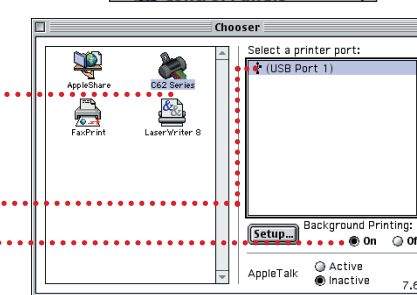 Chooser
AppleShare
C62 Series
FaxPrint
LaserWriter 8
Select a printer port:
(USB Port 1)
Setup...
Background Printing:
On
AppleTalk
Active
Inactive